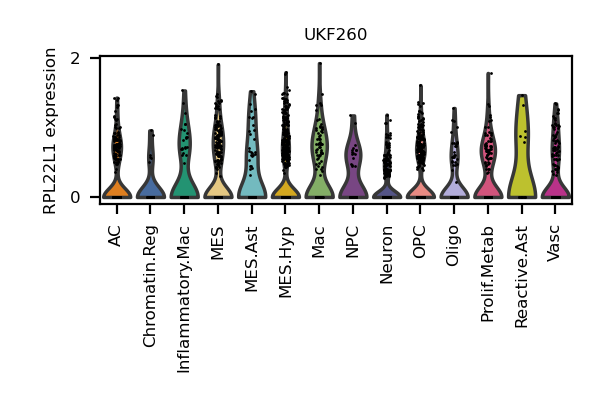 UKF260
RPL22L1 expression
2
0
AC
Chromatin.Reg
Inflammatory.Mac
MES
MES.Ast
MES.Hyp
Mac
NPC
Neuron
OPC
Oligo
Prolif.Metab
Reactive.Ast
Vasc